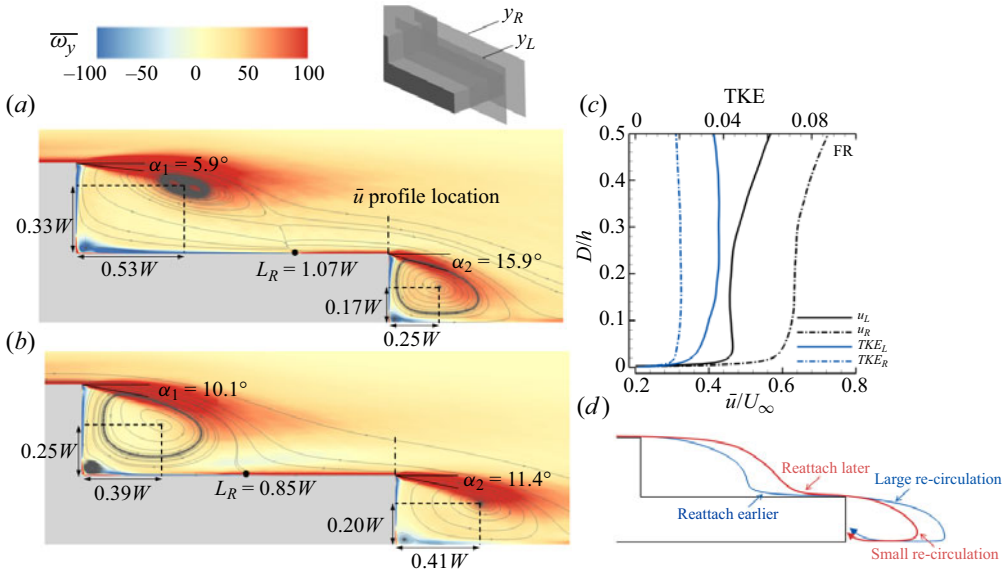 y_R
y_L
\overline{ω_y}
−100 −50 0 50 100
(a)
α_1 = 5.9°
ū profile location
0.33W
0.53W
L_R = 1.07W
α_2 = 15.9°
0.17W
0.25W
(b)
α_1 = 10.1°
0.25W
0.39W
L_R = 0.85W
α_2 = 11.4°
0.20W
0.41W
(c)
TKE
0 0.04 0.08
FR
0.5
0.4
0.3
0.2
0.1
0
D/h
u_L
u_R
TKE_L
TKE_R
0.2 0.4 0.6 0.8
ū/U_∞
(d)
Reattach later
Large re-circulation
Reattach earlier
Small re-circulation